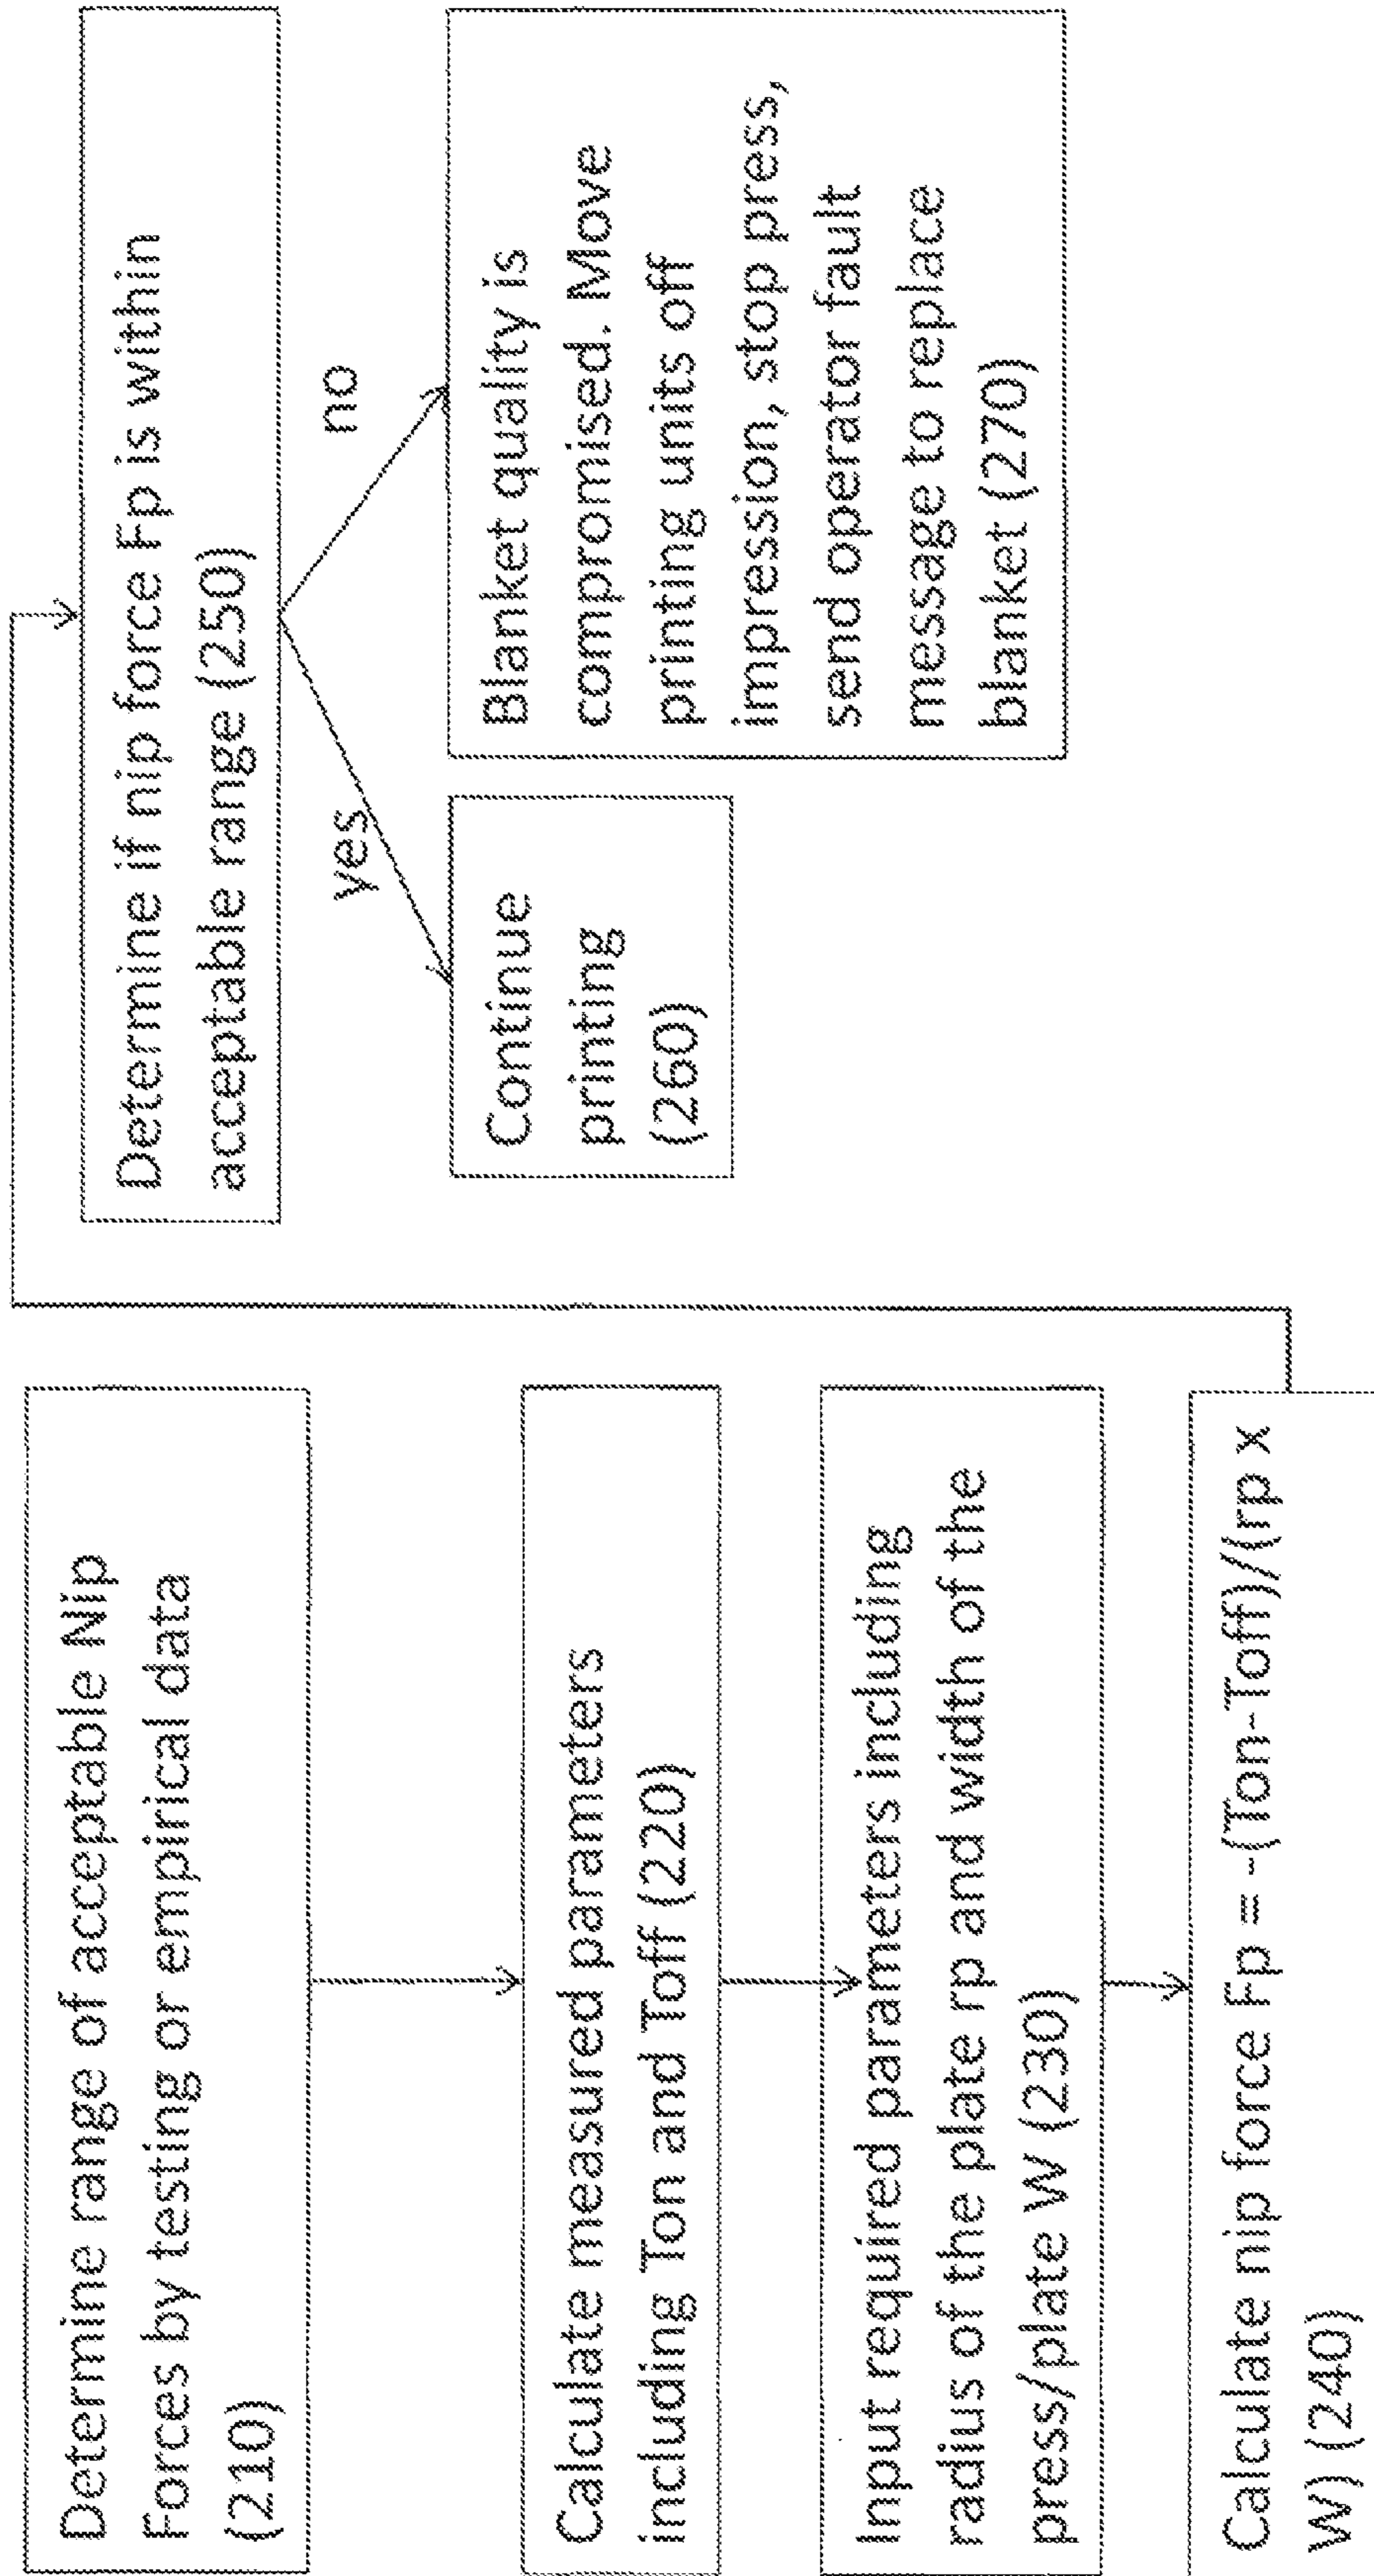 Determine range of acceptable Nip
Forces by testing or empirical data
(210)
Calculate measured parameters
including Ton and Toff (220)
Input required parameters including
radius of the plate rp and width of the
press/plate W (230)
Calculate nip force Fp = -(Ton-Toff)/(rp x
W) (240)
Determine if nip force Fp is within
acceptable range (250)
yes
no
Continue
printing
(260)
Blanket quality is
compromised. Move
printing units off
impression, stop press,
send operator fault
message to replace
blanket (270)